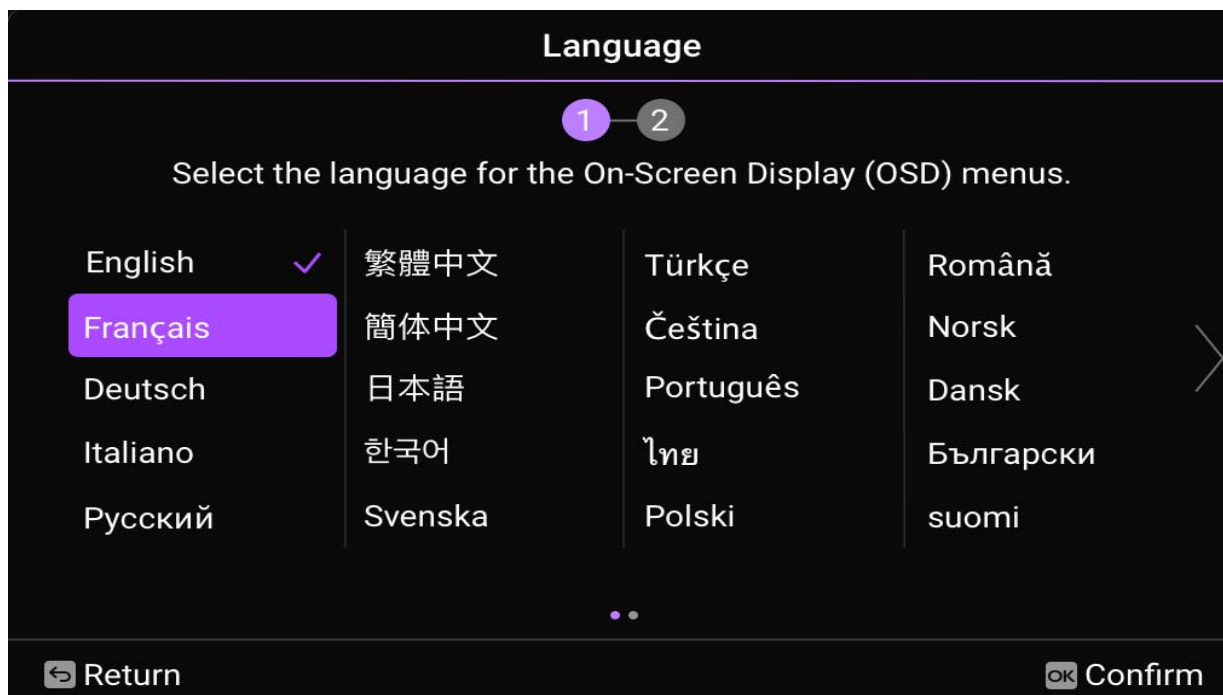 Language
1 2
Select the language for the On-Screen Display (OSD) menus.
English
Français
Deutsch
Italiano
Русский
繁體中文
簡体中文
日本語
한국어
Svenska
Türkçe
Čeština
Português
ไทย
Polski
Română
Norsk
Dansk
Български
suomi
Return
OK Confirm